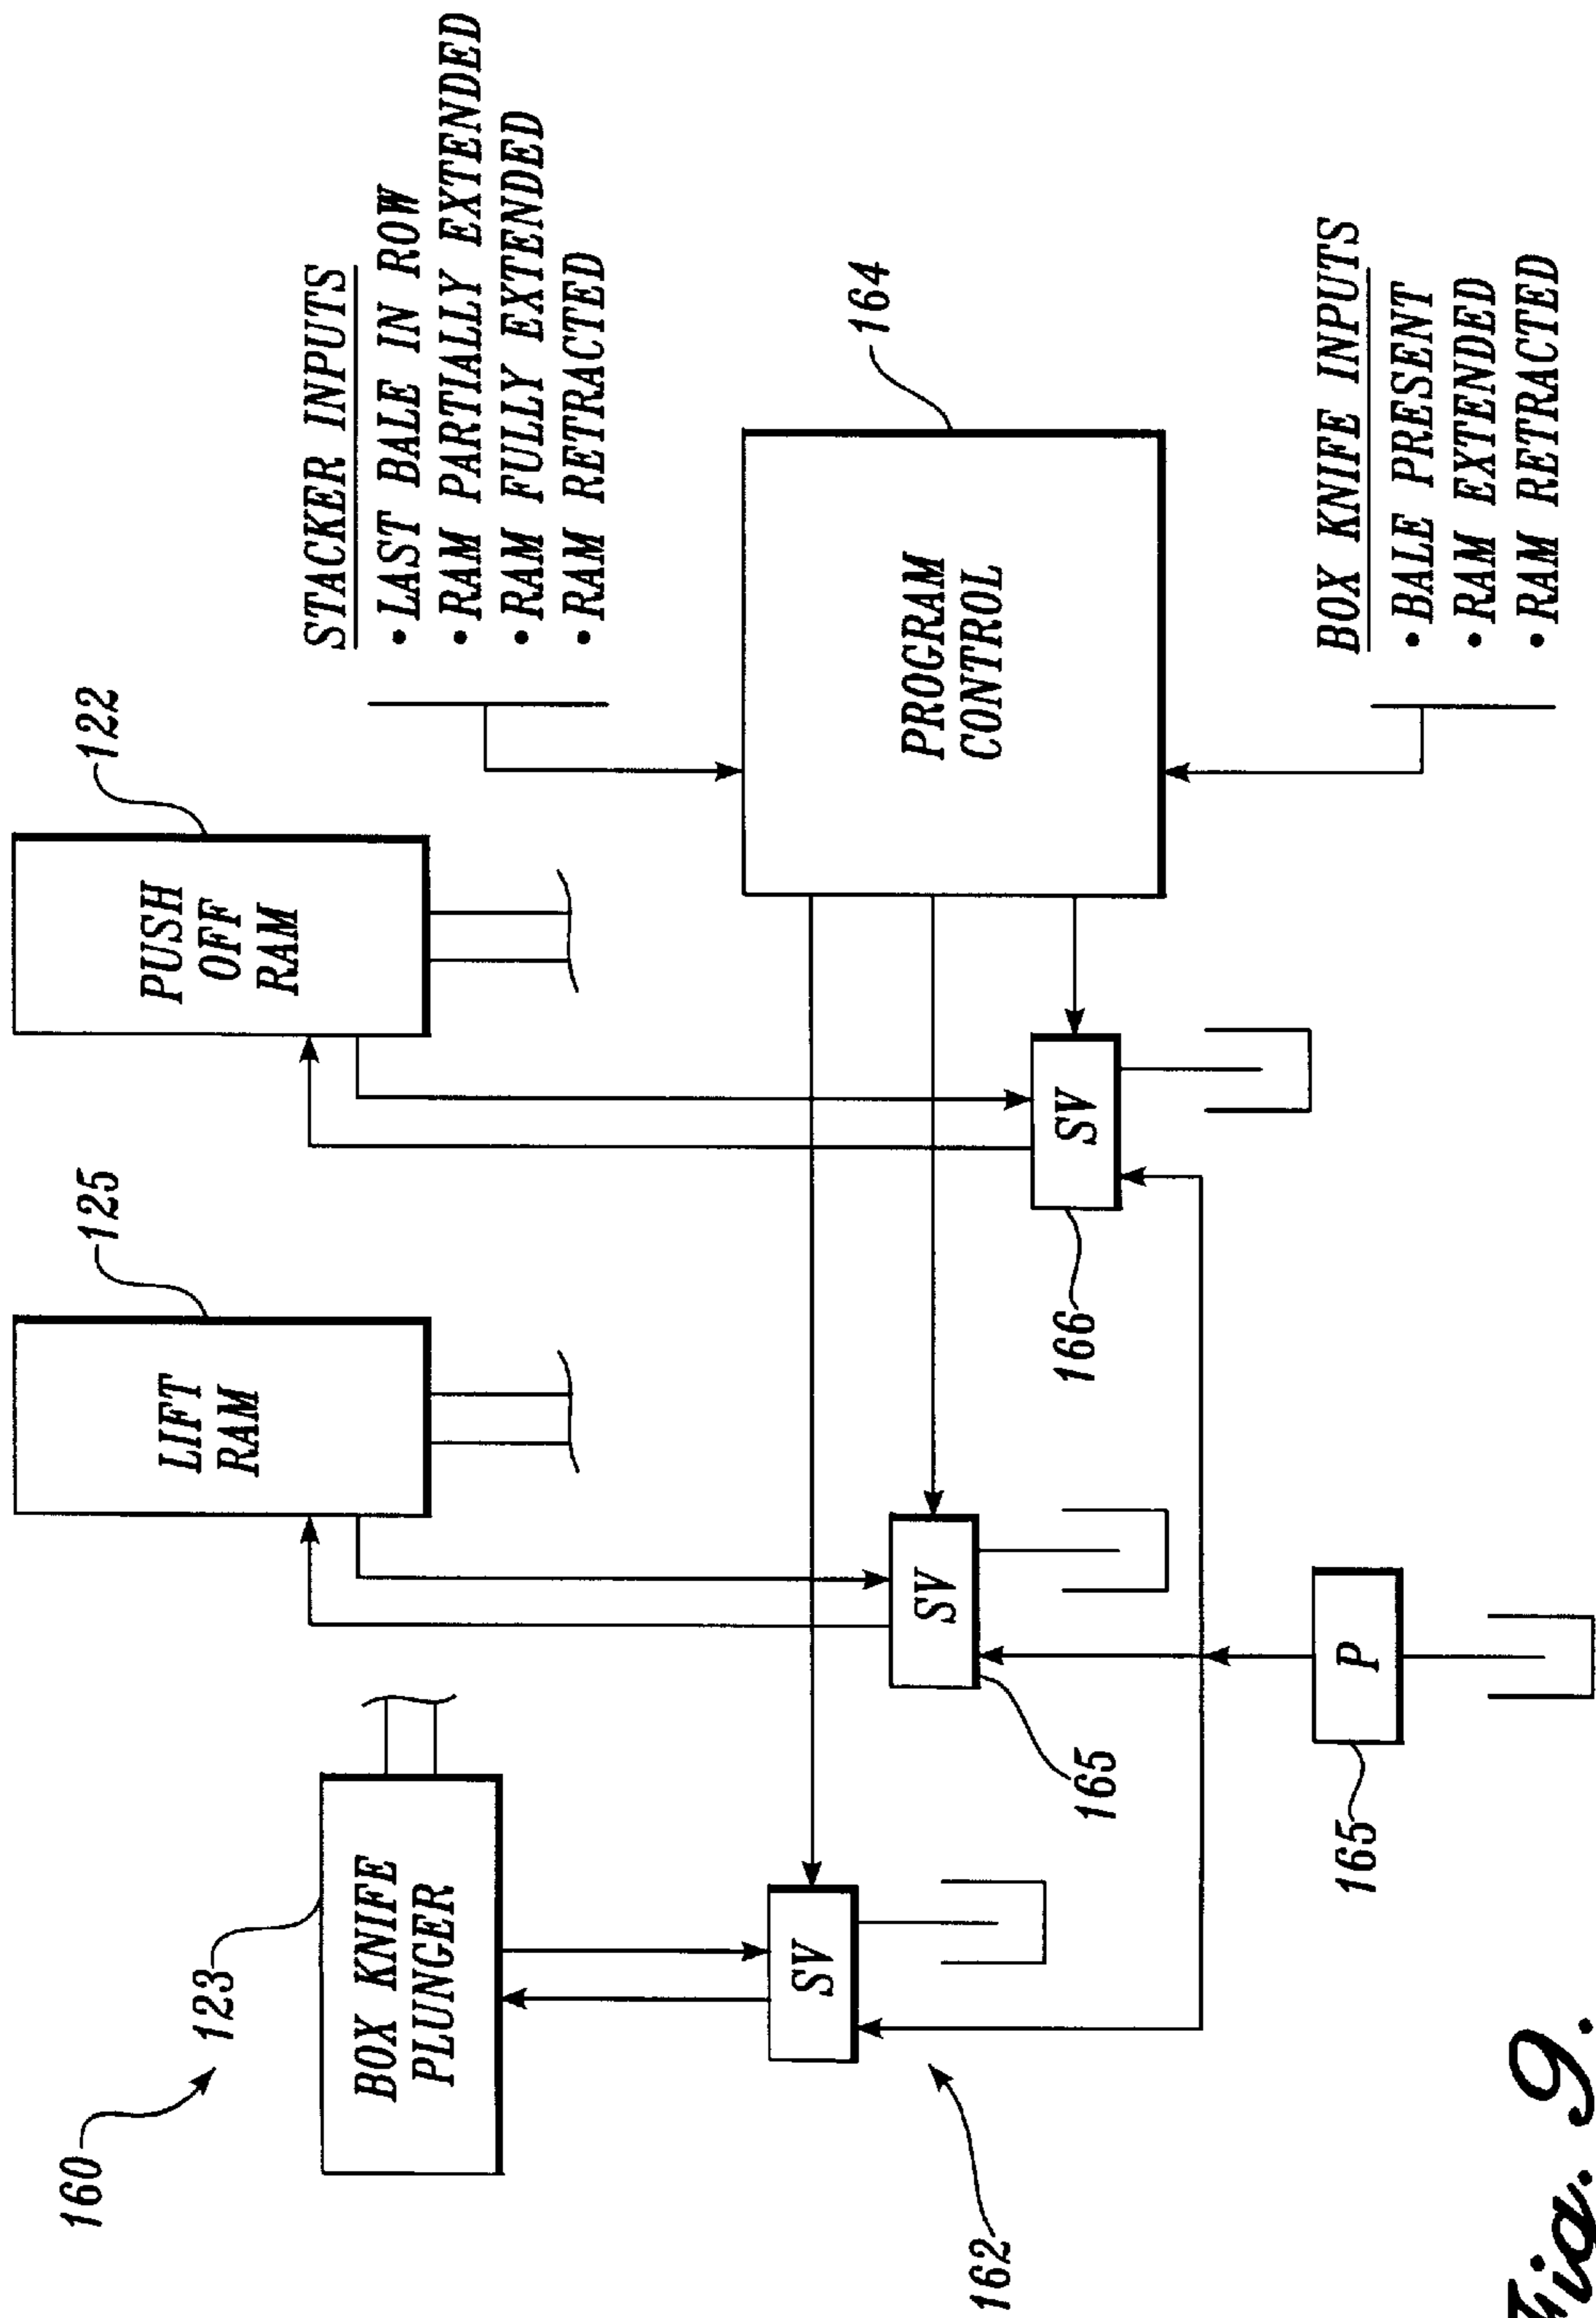 160
123
BOX KNIFE
PLUNGER
SV
162
125
LIFT
RAM
SV
165
P
165
122
PUSH
OFF
RAM
SV
166
STACKER INPUTS
• LAST BALE IN ROW
• RAM PARTIALLY EXTENDED
• RAM FULLY EXTENDED
• RAM RETRACTED
164
PROGRAM
CONTROL
BOX KNIFE INPUTS
• BALE PRESENT
• RAM EXTENDED
• RAM RETRACTED
Fig. 9.